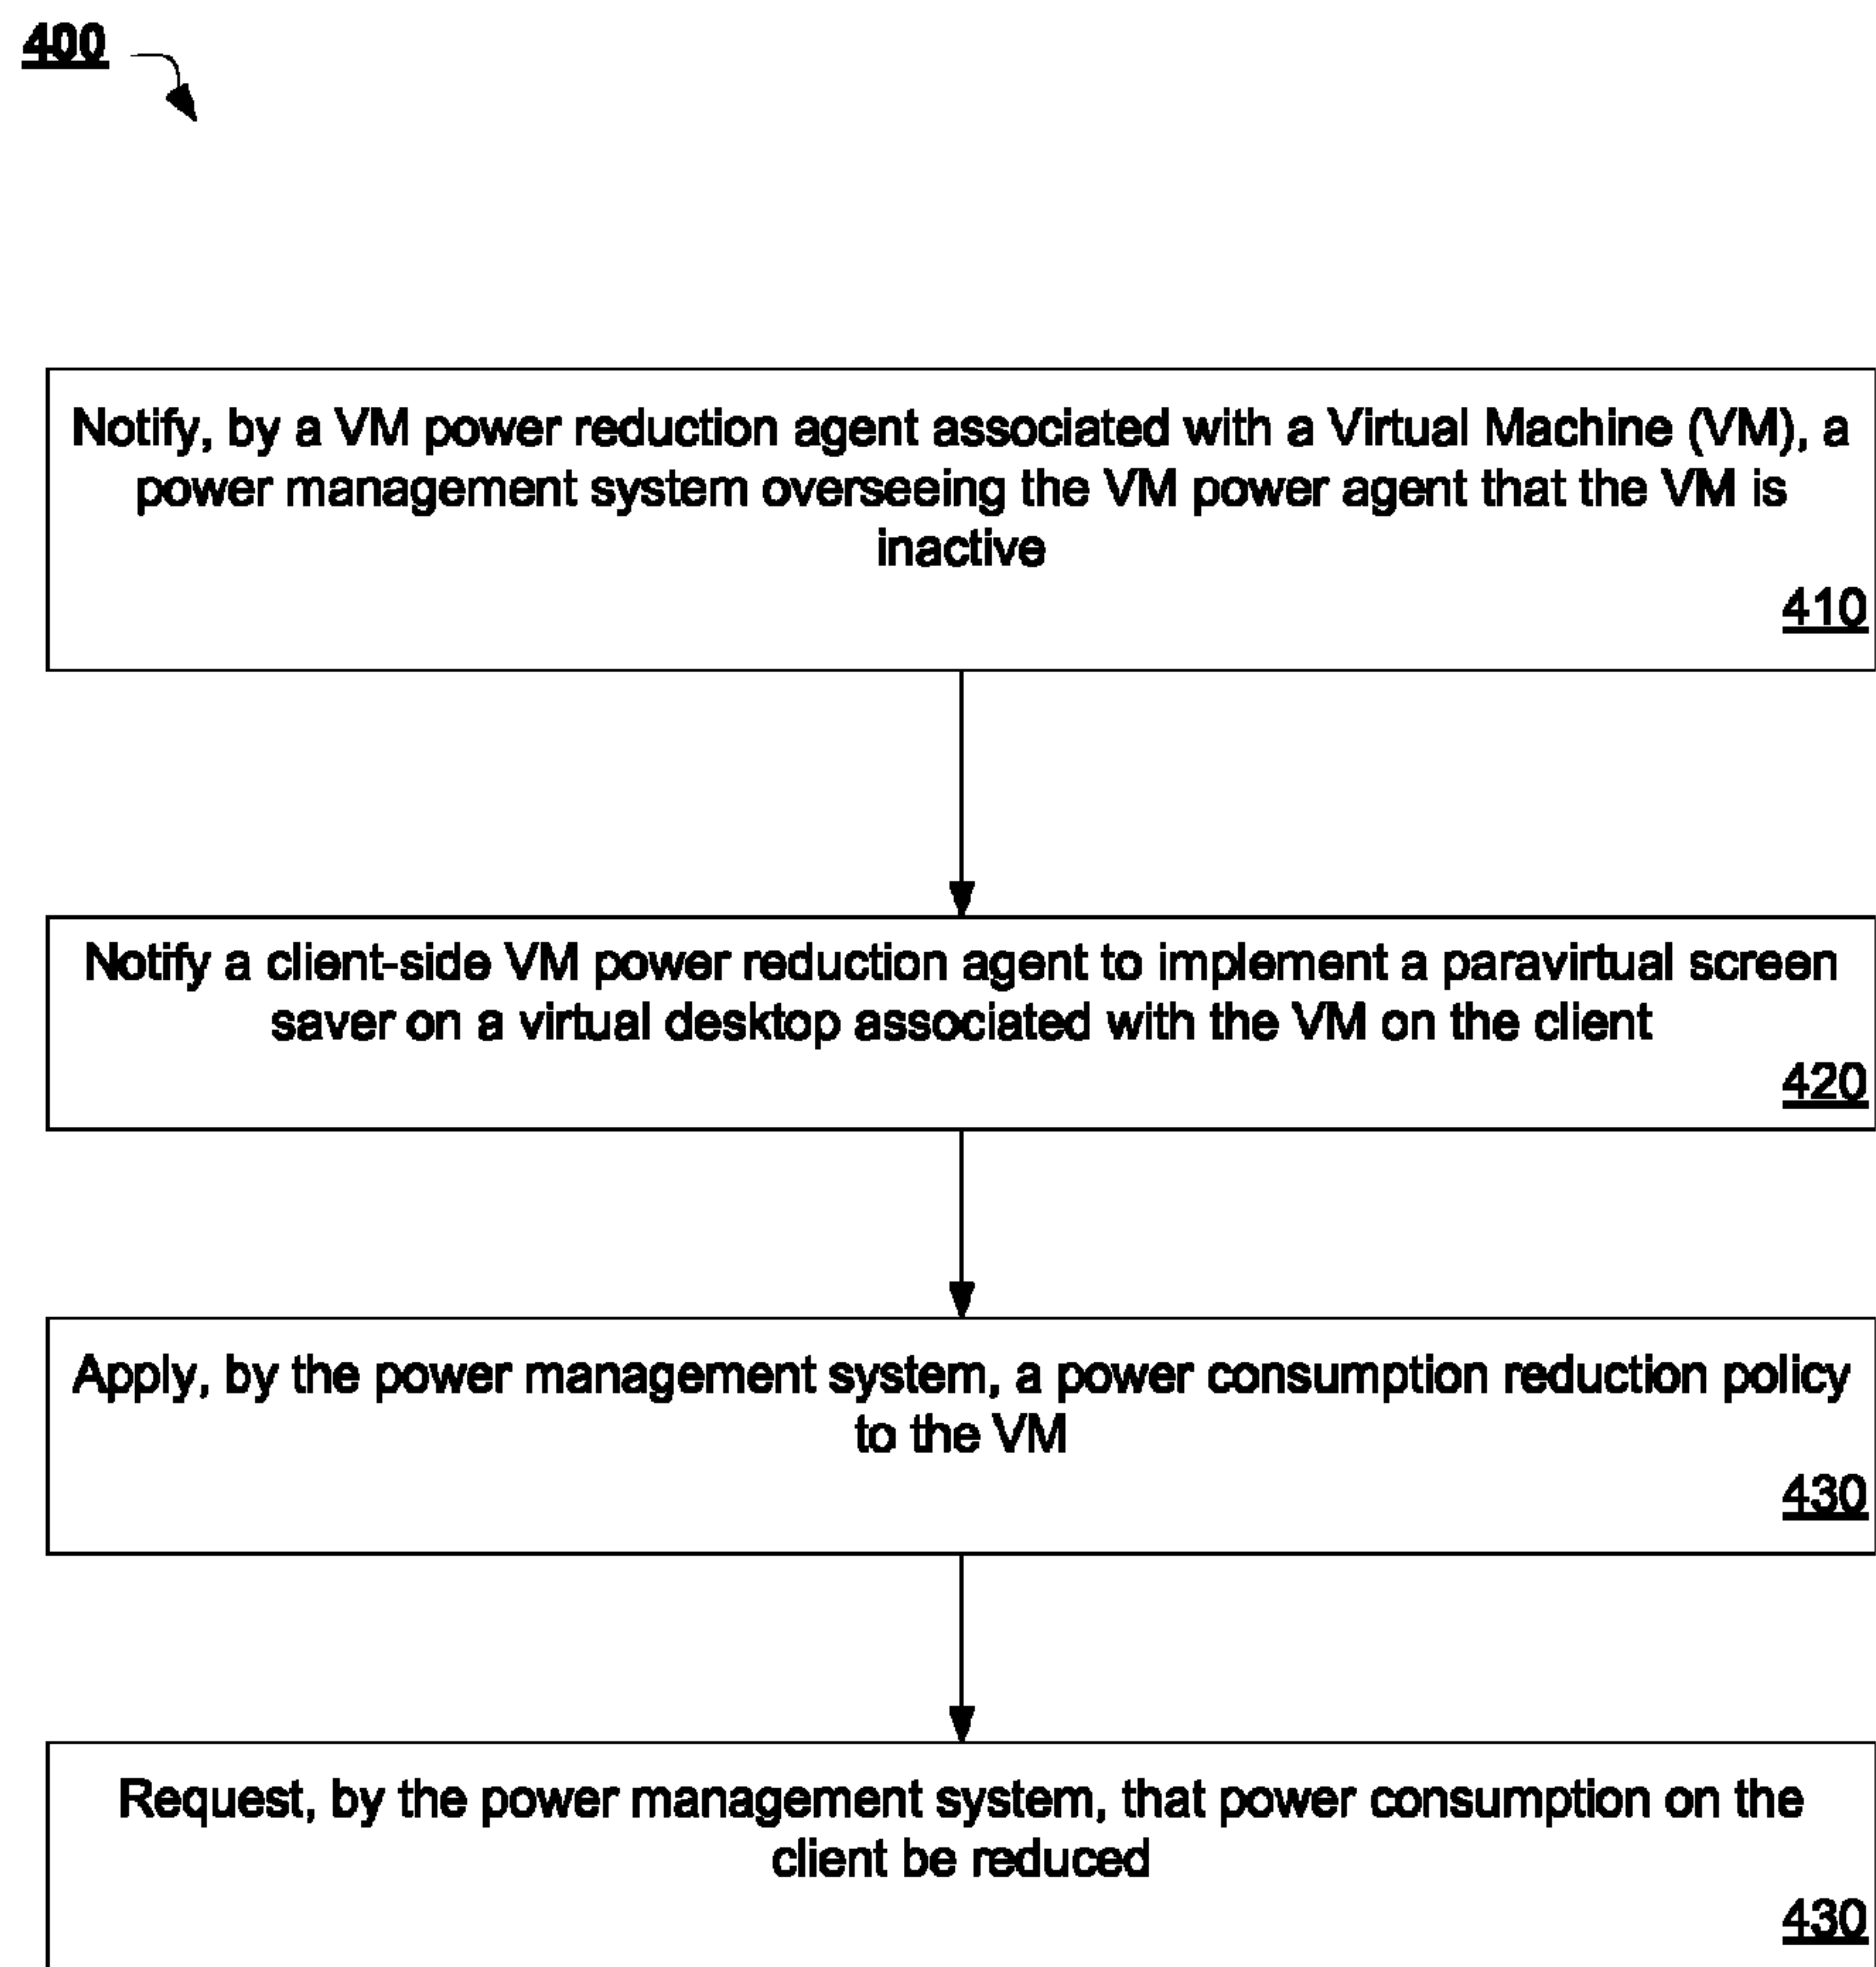 400
Notify, by a VM power reduction agent associated with a Virtual Machine (VM), a
power management system overseeing the VM power agent that the VM is
inactive
410
Notify a client-side VM power reduction agent to implement a paravirtual screen
saver on a virtual desktop associated with the VM on the client
420
Apply, by the power management system, a power consumption reduction policy
to the VM
430
Request, by the power management system, that power consumption on the
client be reduced
430